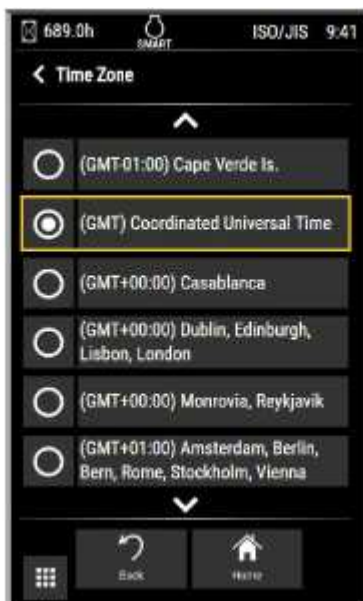 689.0h SMART ISO/JIS 9:41
Time Zone
(GMT-01:00) Cape Verde Is.
(GMT) Coordinated Universal Time
(GMT+00:00) Casablanca
(GMT+00:00) Dublin, Edinburgh,
Lisbon, London
(GMT+00:00) Monrovia, Reykjavik
(GMT+01:00) Amsterdam, Berlin,
Bern, Rome, Stockholm, Vienna
Back Home